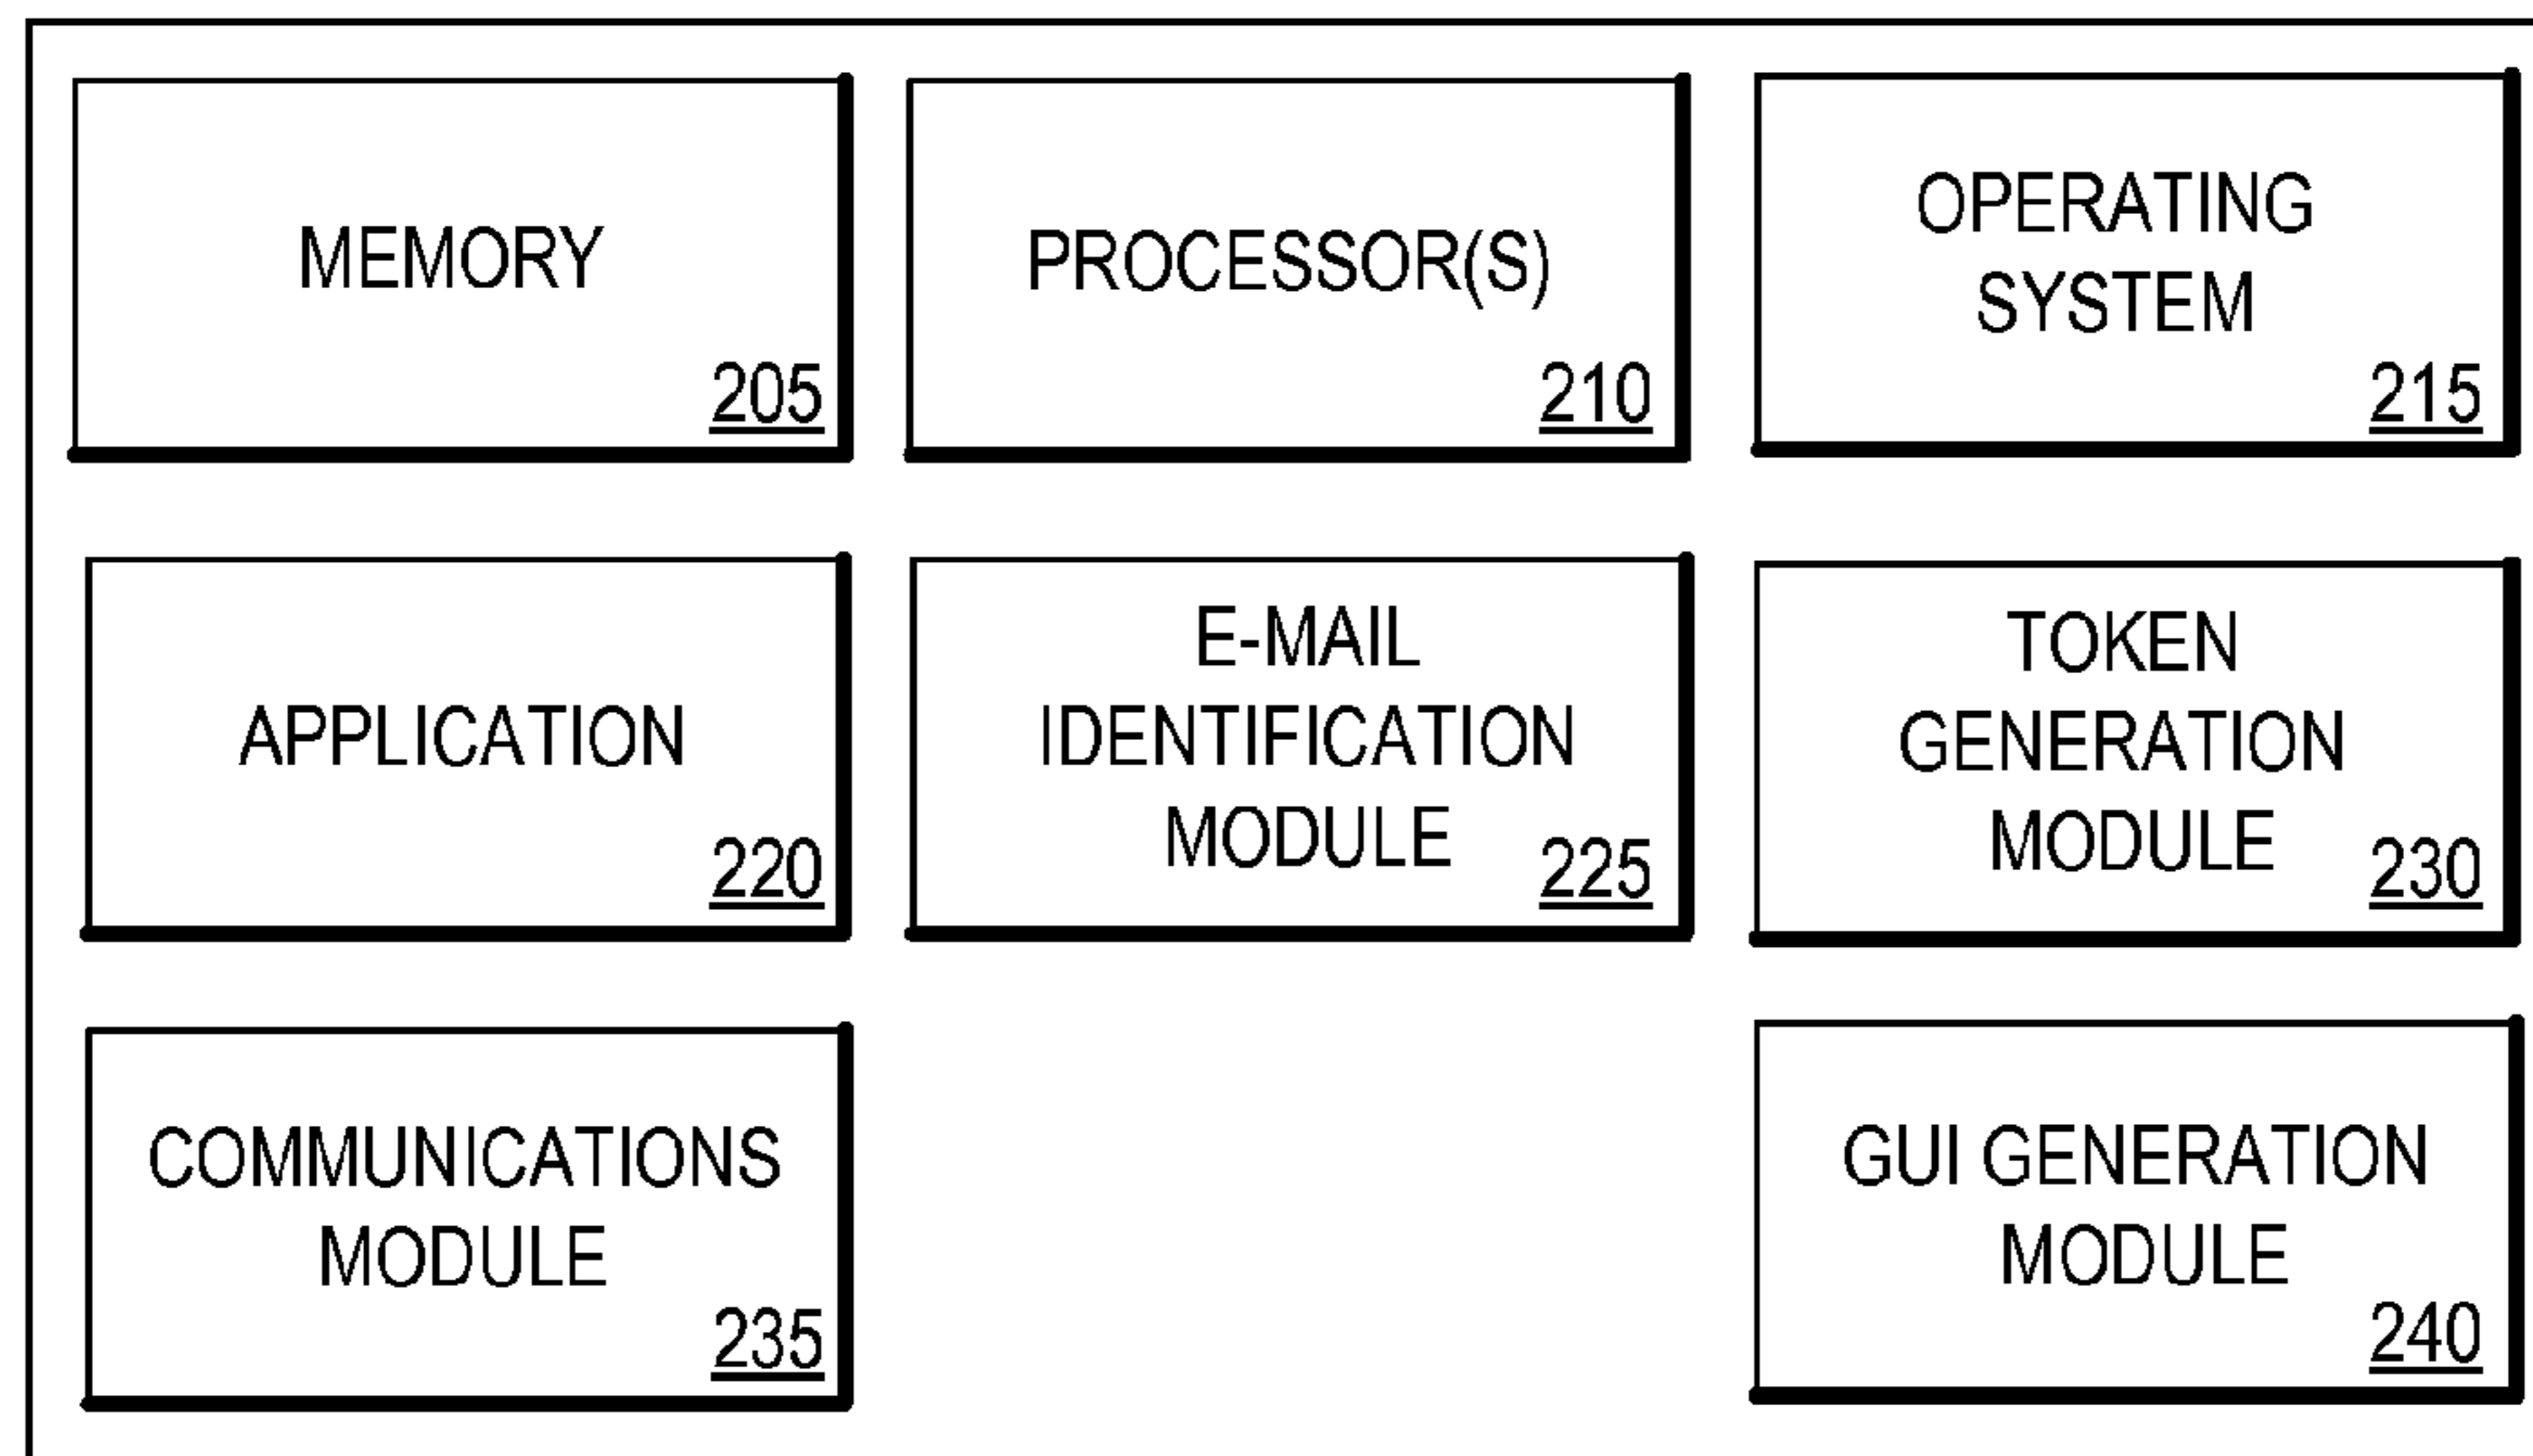 MEMORY
205
PROCESSOR(S)
210
OPERATING
SYSTEM
215
APPLICATION
220
E-MAIL
IDENTIFICATION
MODULE
225
TOKEN
GENERATION
MODULE
230
COMMUNICATIONS
MODULE
235
GUI GENERATION
MODULE
240